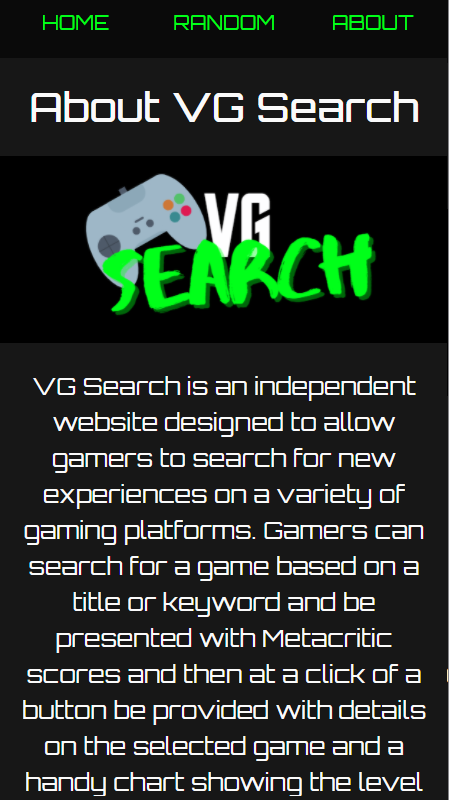 HOME RANDOM ABOUT
About VG Search
VG
SEARCH
VG Search is an independent
website designed to allow
gamers to search for new
experiences on a variety of
gaming platforms. Gamers can
search for a game based on a
title or keyword and be
presented with Metacritic
scores and then at a click of a
button be provided with details
on the selected game and a
handy chart showing the level